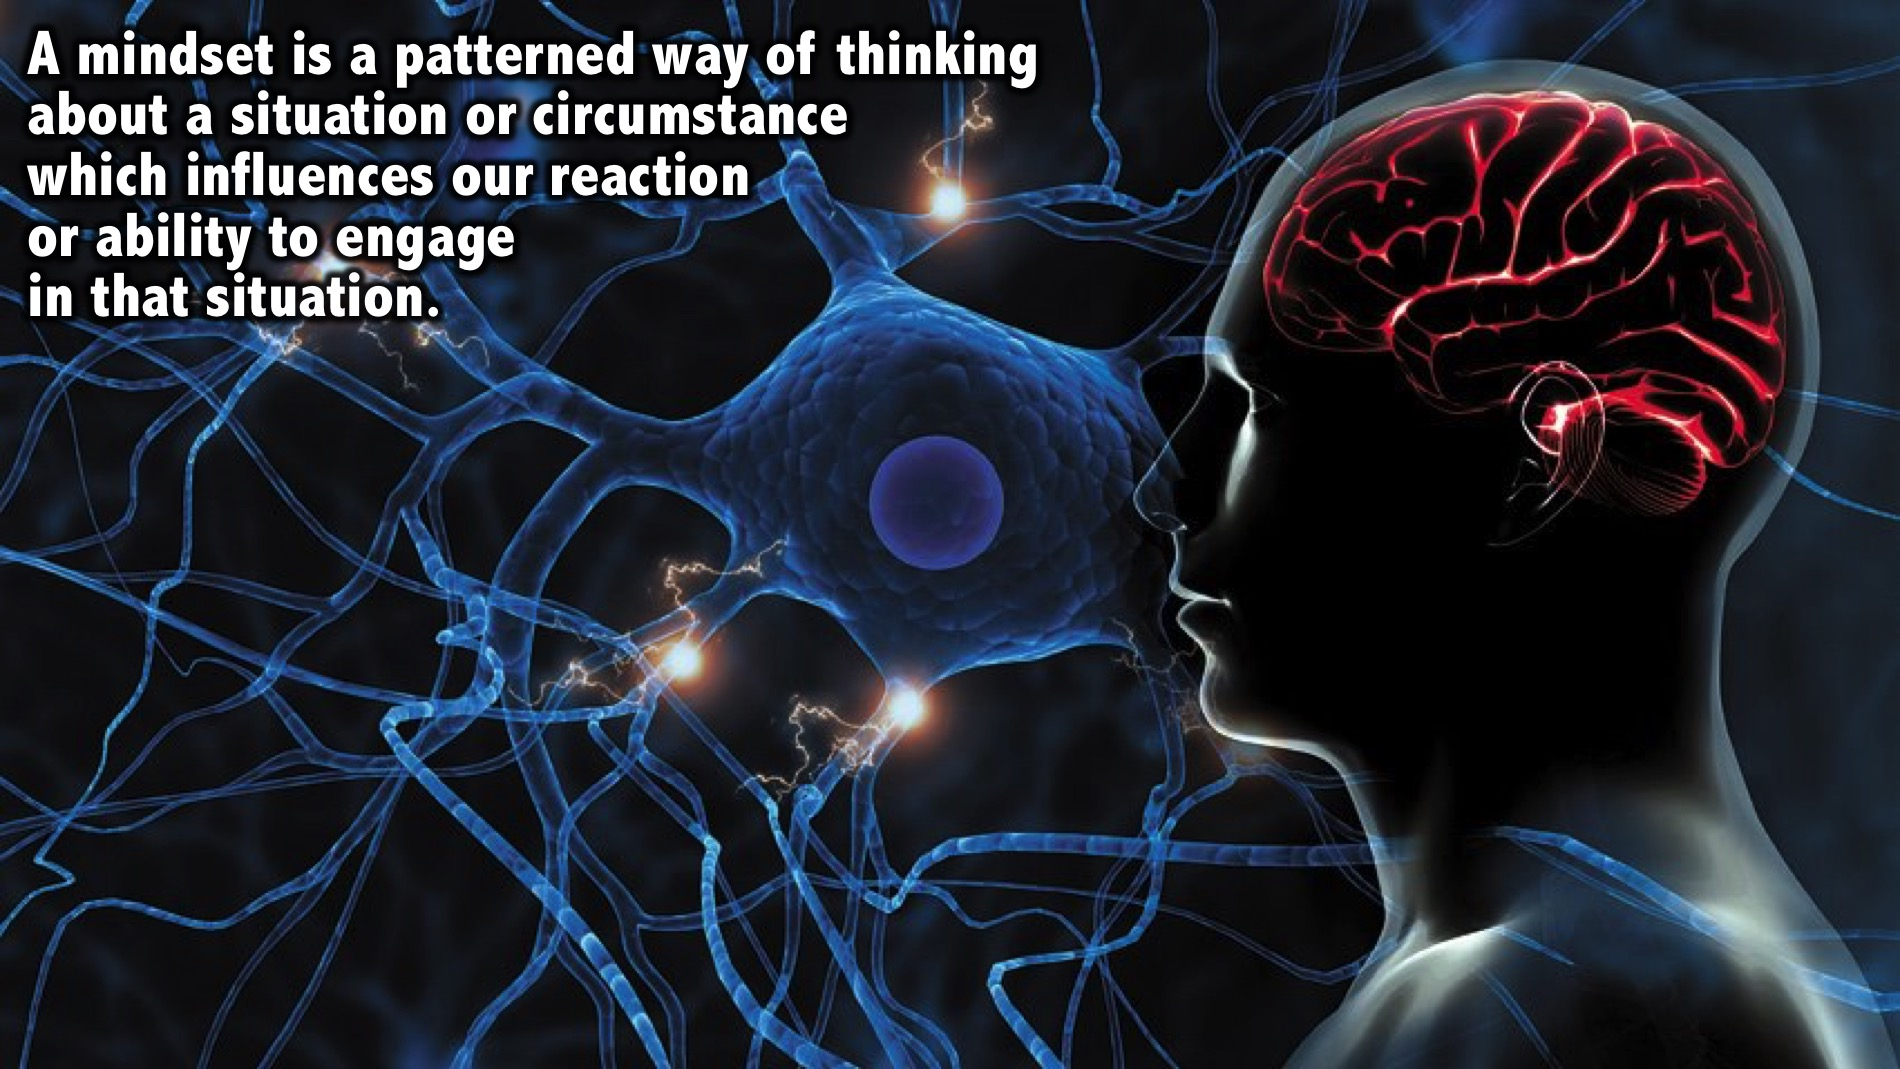 A mindset is a patterned way of thinking
about a situation or circumstance
which influences our reaction
or ability to engage
in that situation.